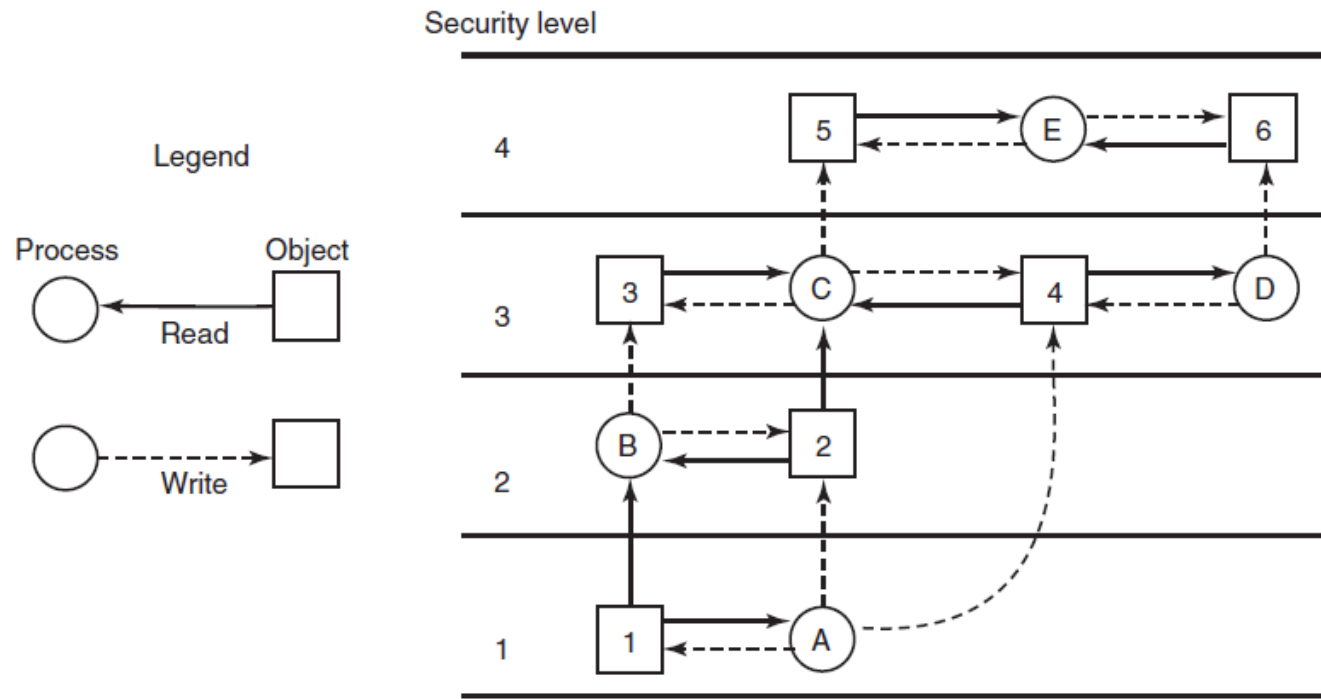 Security level
Legend
Process Object
Read
Write
4
5 E 6
3
3 C 4 D
2
B 2
1
1 A